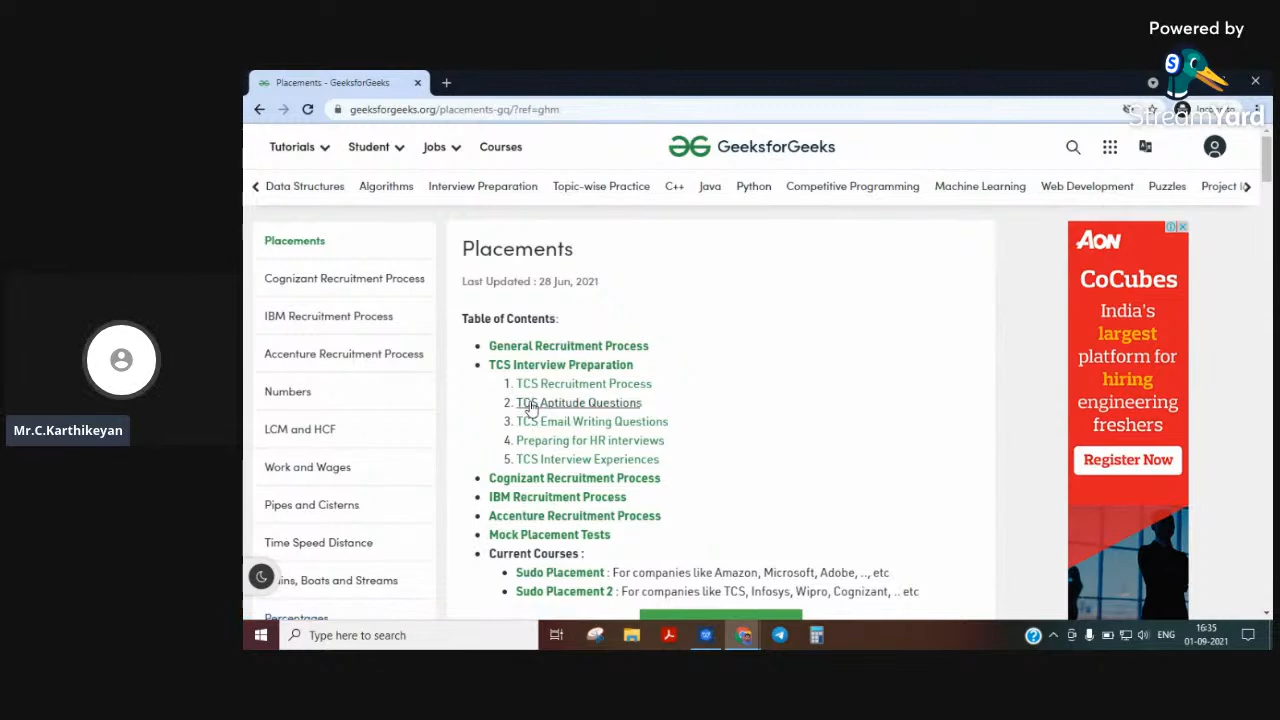 Powered by
S
StreamYard
Placements - GeeksforGeeks
geeksforgeeks.org/placements-gq/?ref=ghm
Tutorials Student Jobs Courses GeeksforGeeks
Data Structures Algorithms Interview Preparation Topic-wise Practice C++ Java Python Competitive Programming Machine Learning Web Development Puzzles Project
Placements
Cognizant Recruitment Process
IBM Recruitment Process
Accenture Recruitment Process
Numbers
LCM and HCF
Work and Wages
Pipes and Cisterns
Time Speed Distance
ins, Boats and Streams
Percentages
Placements
Last Updated : 28 Jun, 2021
Table of Contents:
General Recruitment Process
TCS Interview Preparation
1. TCS Recruitment Process
2. TCS Aptitude Questions
3. TCS Email Writing Questions
4. Preparing for HR interviews
5. TCS Interview Experiences
Cognizant Recruitment Process
IBM Recruitment Process
Accenture Recruitment Process
Mock Placement Tests
Current Courses :
Sudo Placement : For companies like Amazon, Microsoft, Adobe, .., etc
Sudo Placement 2 : For companies like TCS, Infosys, Wipro, Cognizant, .. etc
AON
CoCubes
India's
largest
platform for
hiring
engineering
freshers
Register Now
Mr.C.Karthikeyan
Type here to search
ENG
16:35
01-09-2021